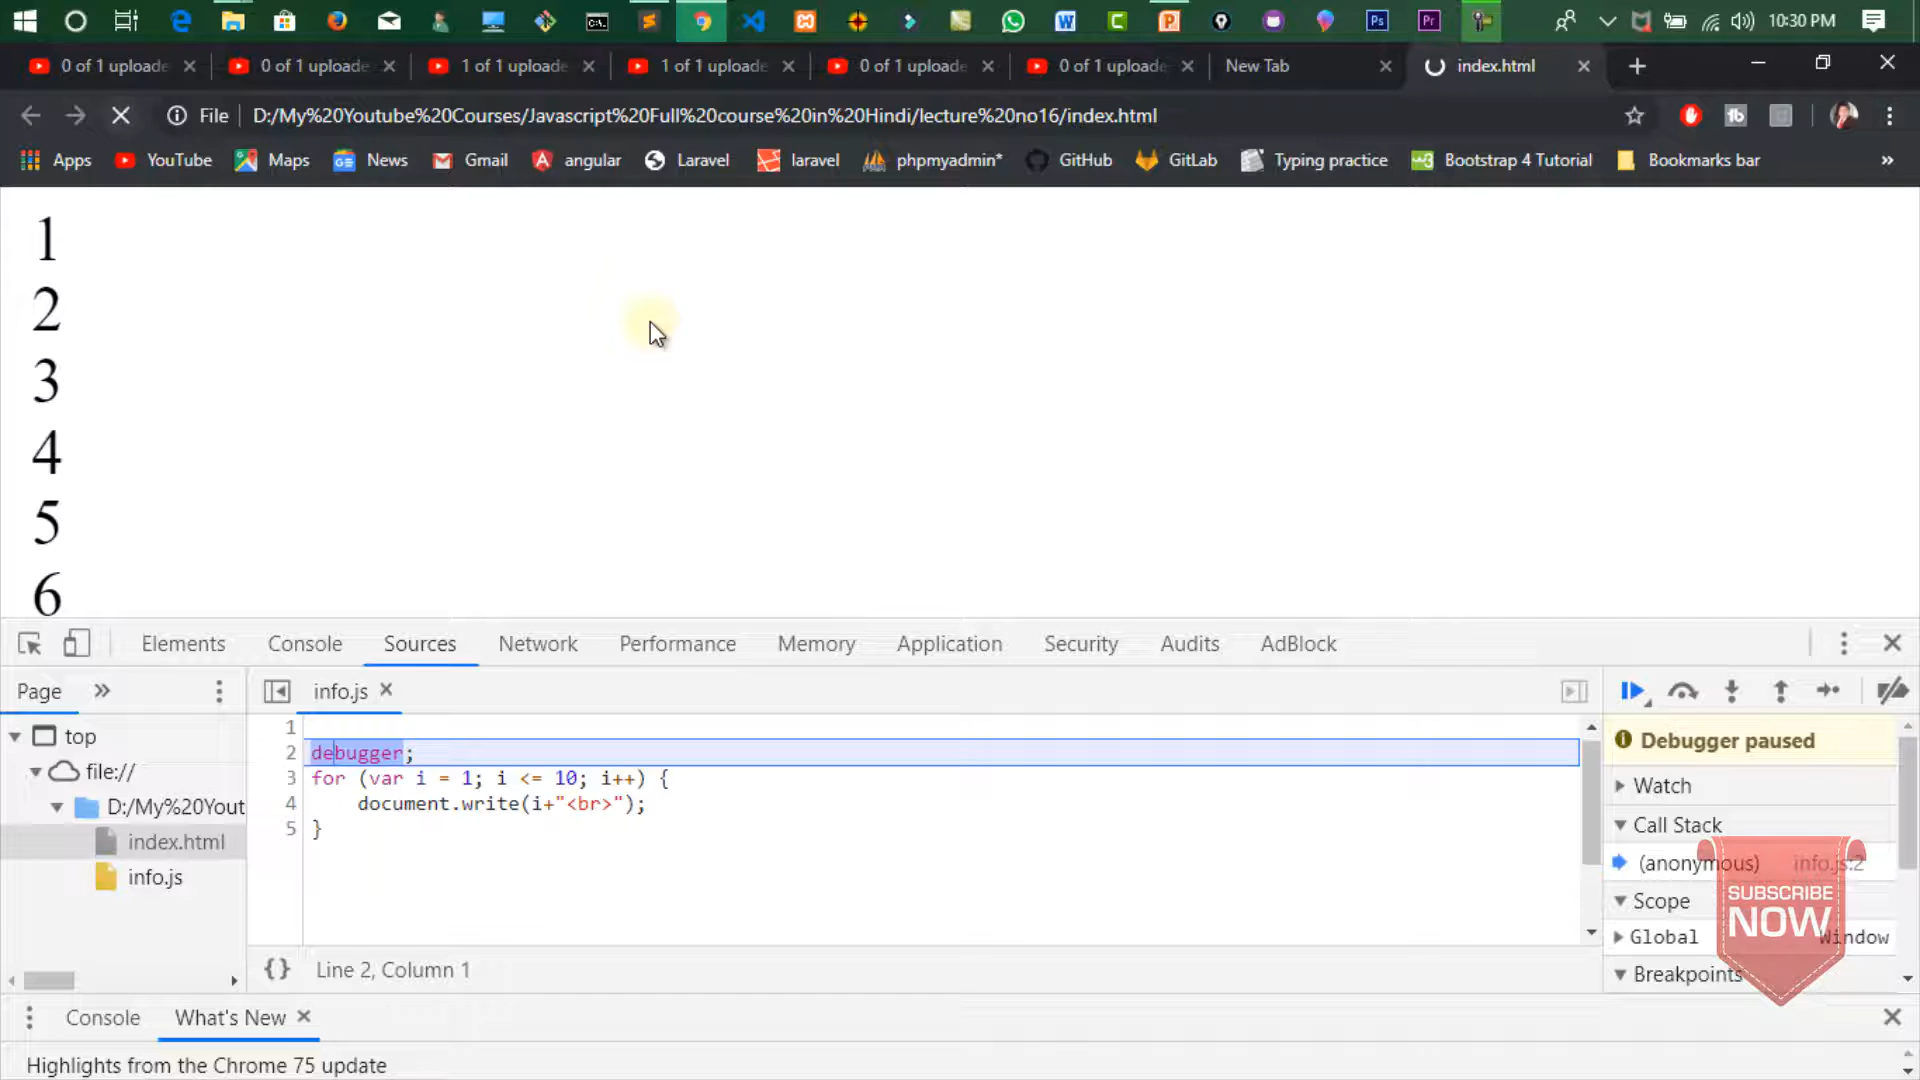 10:30 PM
0 of 1 uploade
0 of 1 uploade
1 of 1 uploade
1 of 1 uploade
0 of 1 uploade
0 of 1 uploade
New Tab
index.html
File D:/My%20Youtube%20Courses/Javascript%20Full%20course%20in%20Hindi/lecture%20no16/index.html
Apps YouTube Maps News Gmail angular Laravel laravel phpmyadmin* GitHub GitLab Typing practice Bootstrap 4 Tutorial Bookmarks bar »
1
2
3
4
5
6
Elements Console Sources Network Performance Memory Application Security Audits AdBlock
Page »
info.js
top
file://
D:/My%20Yout
index.html
info.js
1
2 debugger;
3 for (var i = 1; i <= 10; i++) {
4 document.write(i+"<br>");
5 }
{} Line 2, Column 1
Debugger paused
Watch
Call Stack
(anonymous) info.js:2
Scope
Global Window
Breakpoints
SUBSCRIBE
NOW
Console What's New
Highlights from the Chrome 75 update